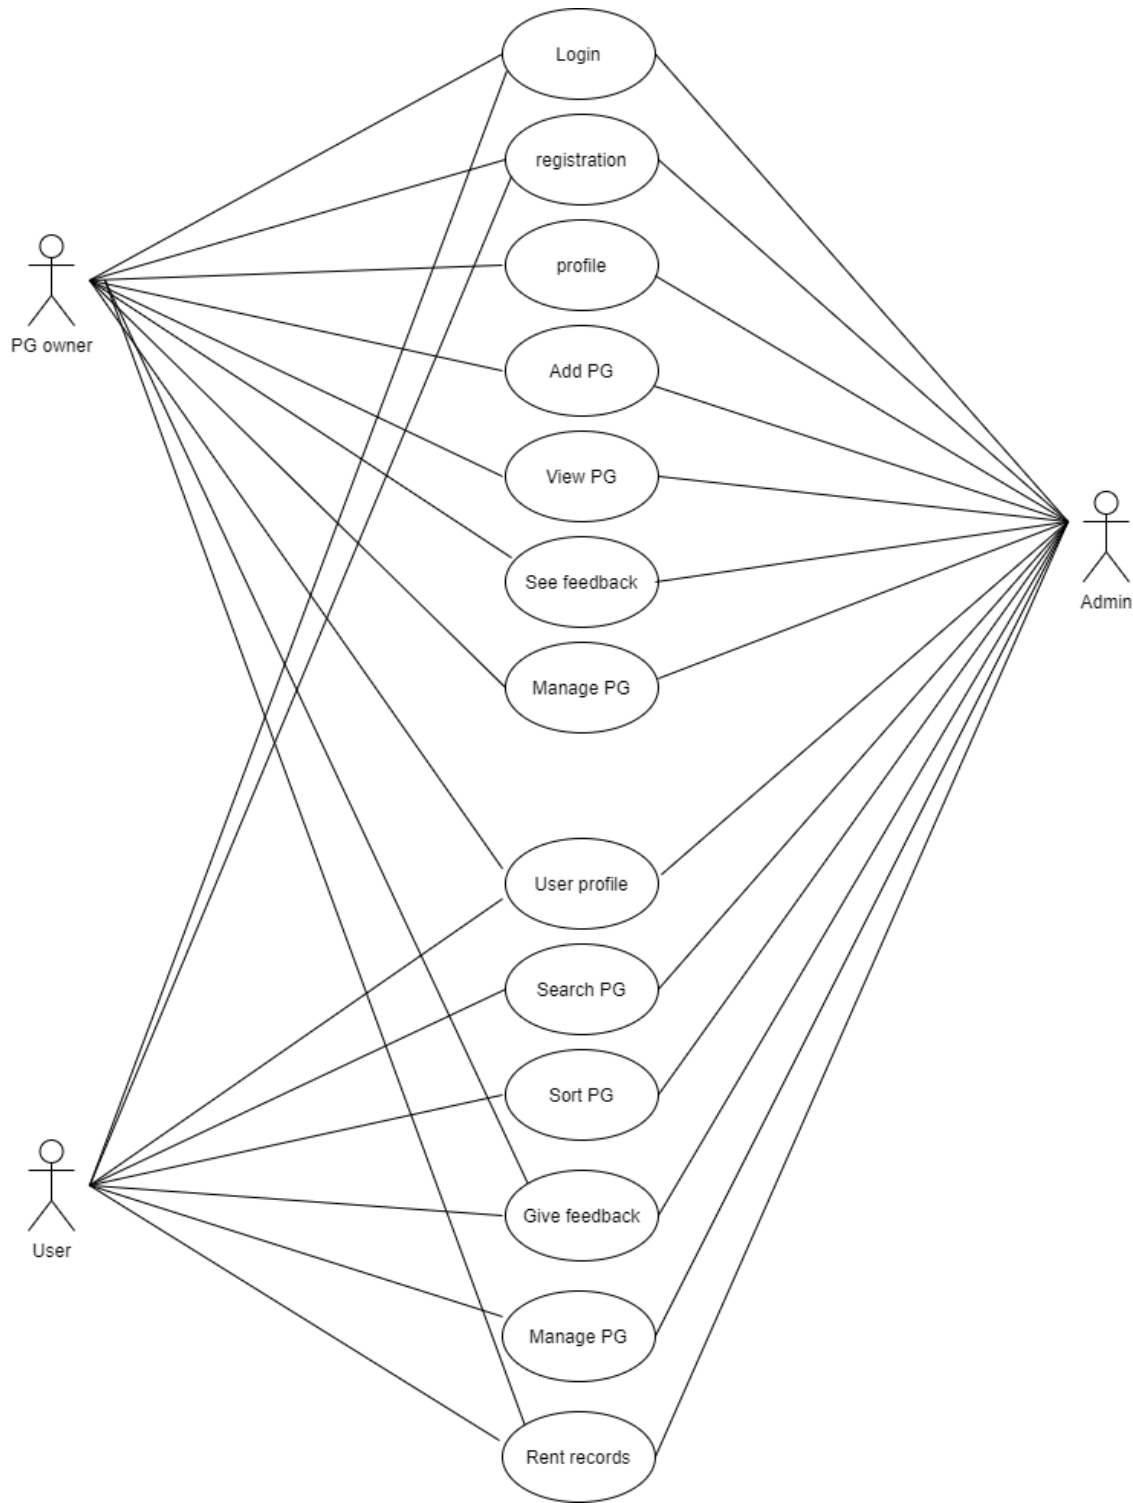 Login
registration
profile
PG owner
Add PG
View PG
See feedback
Admin
Manage PG
User profile
Search PG
Sort PG
Give feedback
User
Manage PG
Rent records